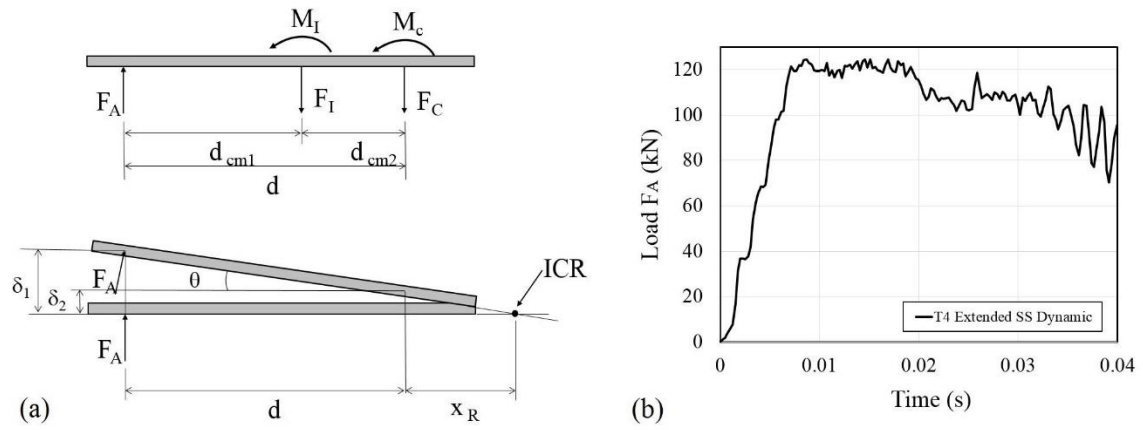 M_I M_c
F_A F_I F_C
d_cm1 d_cm2
d
ICR
θ
δ_1 δ_2
F_A
F_A
d x_R
(a)
Load F_A (kN)
120
100
80
60
40
20
0
T4 Extended SS Dynamic
0 0.01 0.02 0.03 0.04
Time (s)
(b)